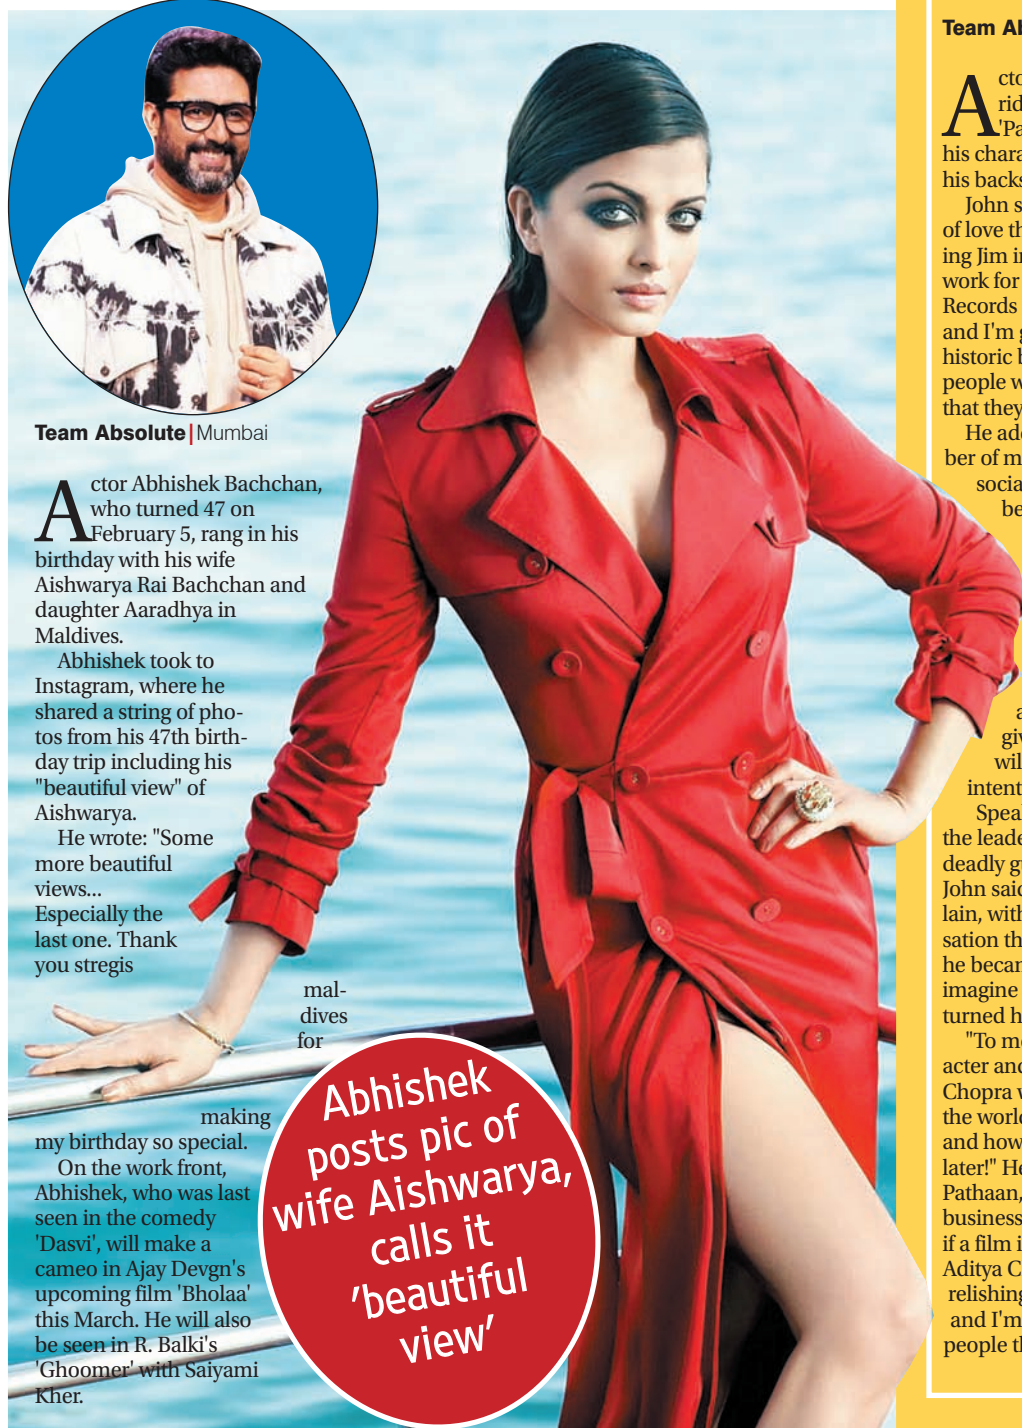 Team Absolute|Mumbai
Actor Abhishek Bachchan,
who turned 47 on
February 5, rang in his
birthday with his wife
Aishwarya Rai Bachchan and
daughter Aaradhya in
Maldives.
Abhishek took to
Instagram, where he
shared a string of pho-
tos from his 47th birth-
day trip including his
"beautiful view" of
Aishwarya.
He wrote: "Some
more beautiful
views...
Especially the
last one. Thank
you stregis
mal-
dives
for
making
my birthday so special.
On the work front,
Abhishek, who was last
seen in the comedy
'Dasvi', will make a
cameo in Ajay Devgn's
upcoming film 'Bholaa'
this March. He will also
be seen in R. Balki's
'Ghoomer' with Saiyami
Kher.
Abhishek
posts pic of
wife Aishwarya,
calls it
'beautiful
view'
Team
his
his backs
John
of love
ing Jim
work for
Records
and I'm
historic
people
that they
He
ber of
socia
be
intent
Spea
the leade
deadly
John said
lain, with
sation
he
imagine
turned
"To
acter and
Chopra
the world
and how
later!" He
Pathaan,
business
if a film
Aditya
relishing
and I'm
people